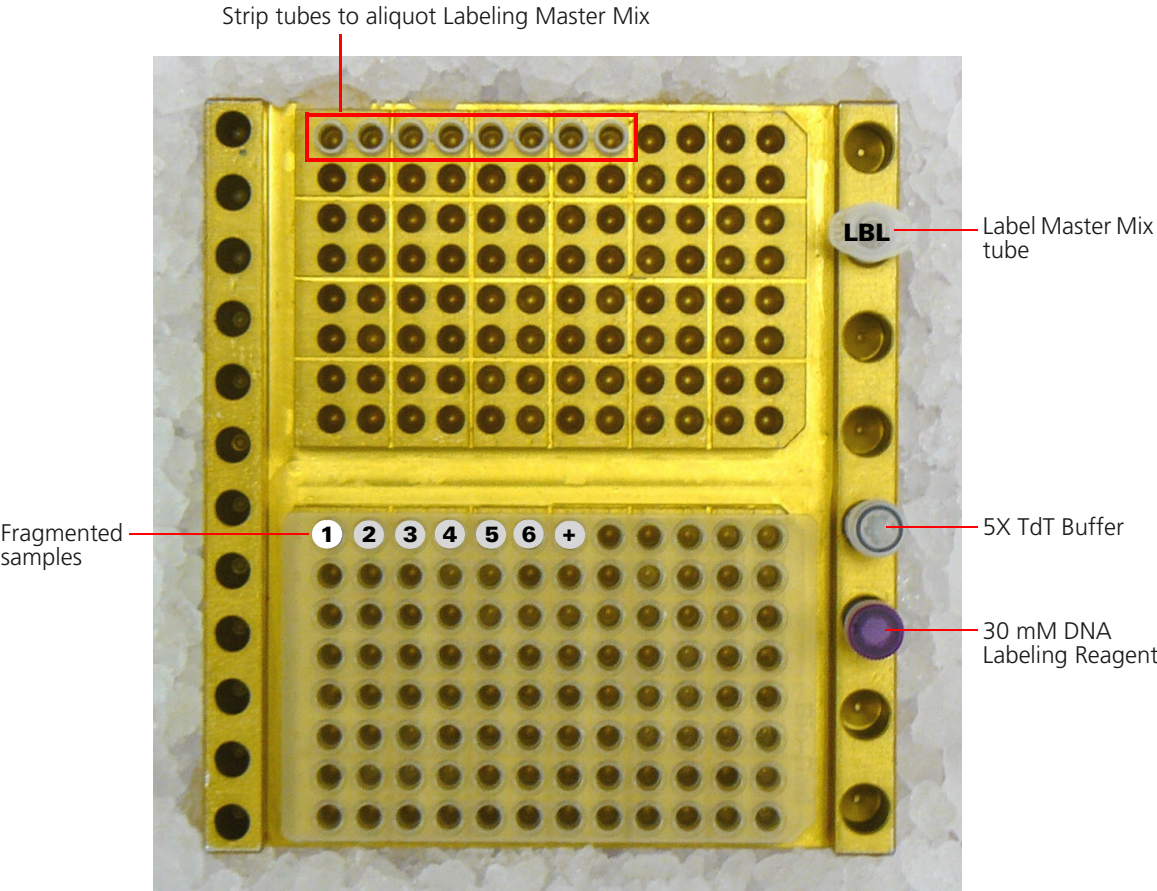 Strip tubes to aliquot Labeling Master Mix
LBL
Label Master Mix
tube
Fragmented
samples
1 2 3 4 5 6 +
5X TdT Buffer
30 mM DNA
Labeling Reagent